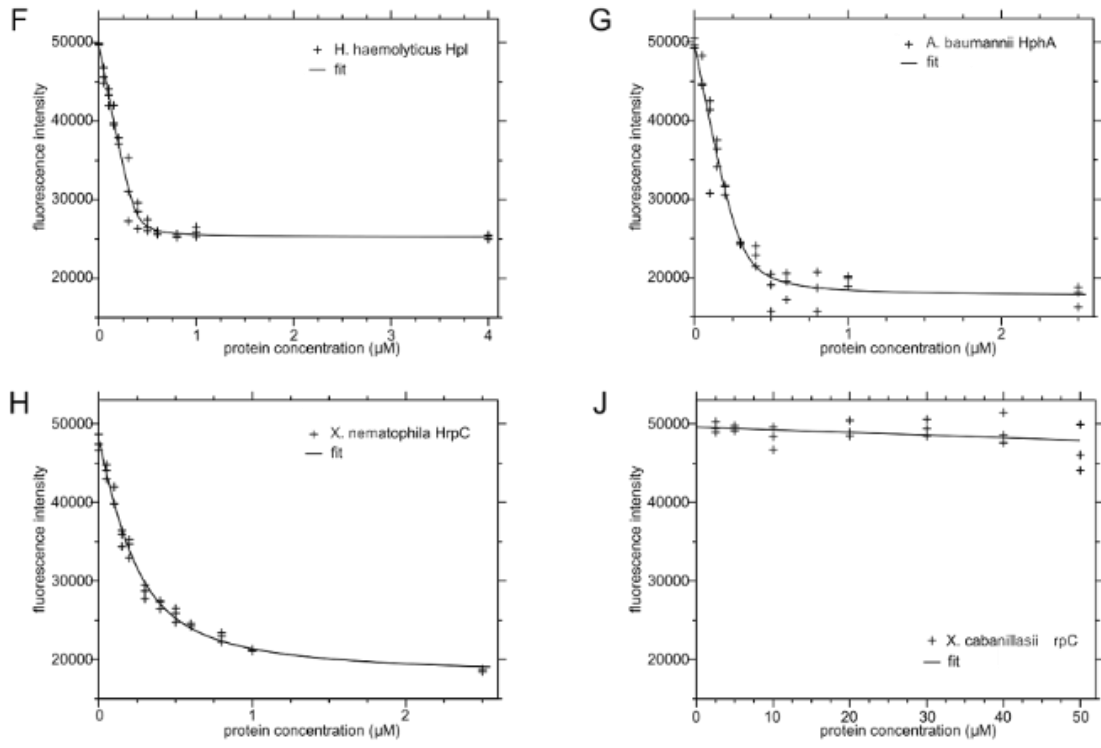 F
50000
40000
30000
20000
fluorescence intensity
+ H. haemolyticus Hpl
— fit
0 1 2 3 4
protein concentration (µM)
G
50000
40000
30000
20000
fluorescence intensity
+ A. baumannii HphA
— fit
0 1 2
protein concentration (µM)
H
50000
40000
30000
20000
fluorescence intensity
+ X. nematophila HrpC
— fit
0 1 2
protein concentration (µM)
J
50000
40000
30000
20000
fluorescence intensity
+ X. cabanillasii rpC
— fit
0 10 20 30 40 50
protein concentration (µM)